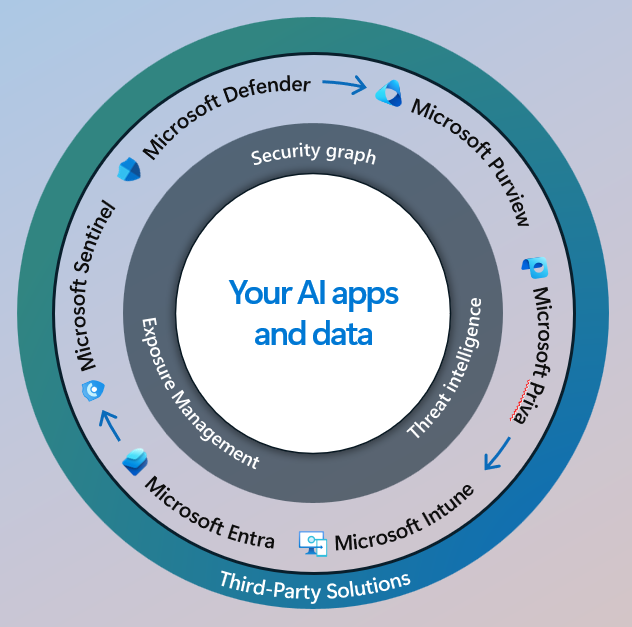 Microsoft Defender
Microsoft Purview
Microsoft Priva
Microsoft Intune
Microsoft Entra
Microsoft Sentinel
Security graph
Threat intelligence
Exposure Management
Your AI apps
and data
Third-Party Solutions